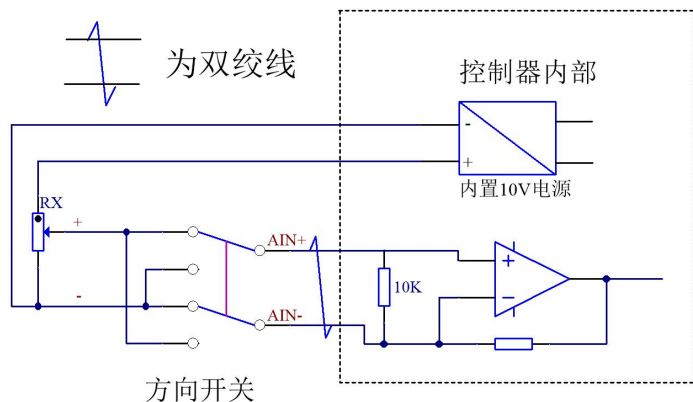 为双绞线
控制器内部
-
+
内置10V电源
RX
+
AIN+
+
10K
-
AIN-
−
方向开关